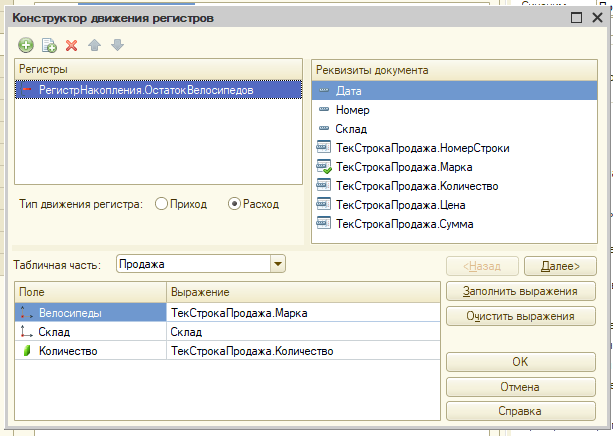 Конструктор движения регистров
Регистры
РегистрНакопления.ОстатокВелосипедов
Реквизиты документа
Дата
Номер
Склад
ТекСтрокаПродажа.НомерСтроки
ТекСтрокаПродажа.Марка
ТекСтрокаПродажа.Количество
ТекСтрокаПродажа.Цена
ТекСтрокаПродажа.Сумма
Тип движения регистра: Приход Расход
Табличная часть: Продажа
<Назад Далее>
Поле Выражение
Велосипеды ТекСтрокаПродажа.Марка
Склад Склад
Количество ТекСтрокаПродажа.Количество
Заполнить выражения
Очистить выражения
OK
Отмена
Справка